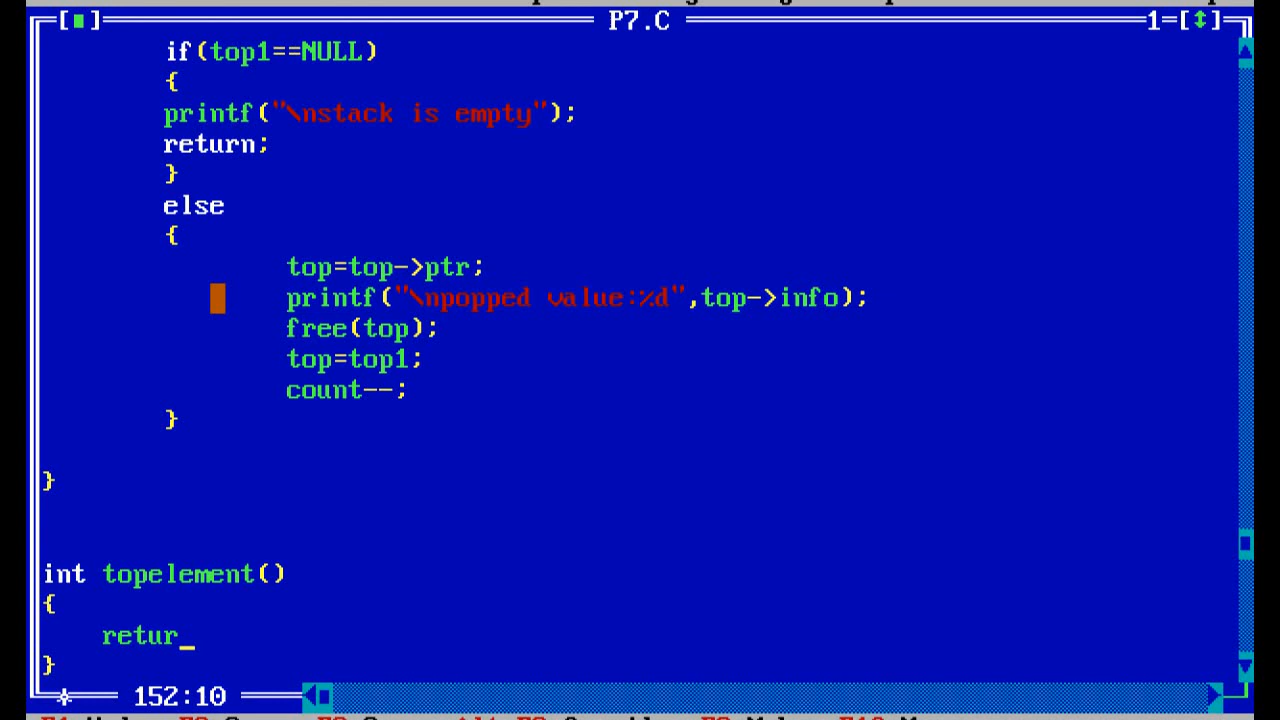 P7.C 1
if(top1==NULL)
{
printf("\nstack is empty");
return;
}
else
{
top=top->ptr;
printf("\npopped value:%d",top->info);
free(top);
top=top1;
count--;
}
}
int topelement()
{
retur_
}
152:10